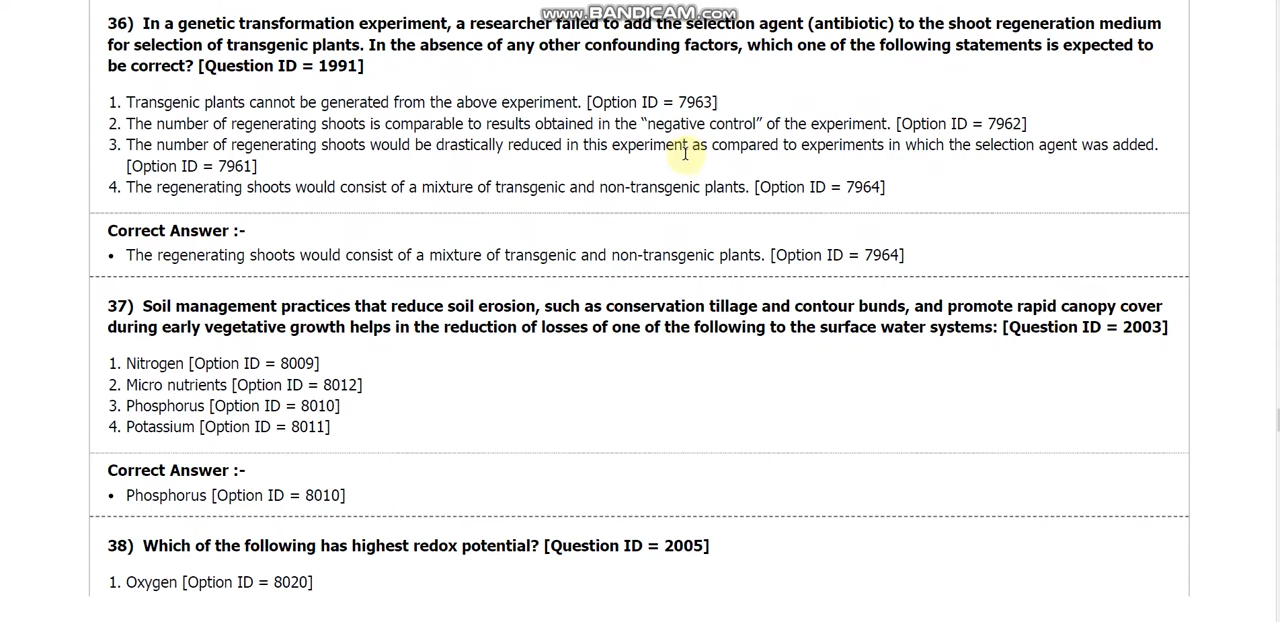 www.BANDICAM.com
36) In a genetic transformation experiment, a researcher failed to add the selection agent (antibiotic) to the shoot regeneration medium
for selection of transgenic plants. In the absence of any other confounding factors, which one of the following statements is expected to
be correct? [Question ID = 1991]
1. Transgenic plants cannot be generated from the above experiment. [Option ID = 7963]
2. The number of regenerating shoots is comparable to results obtained in the “negative control” of the experiment. [Option ID = 7962]
3. The number of regenerating shoots would be drastically reduced in this experiment as compared to experiments in which the selection agent was added.
[Option ID = 7961]
4. The regenerating shoots would consist of a mixture of transgenic and non-transgenic plants. [Option ID = 7964]
Correct Answer :-
• The regenerating shoots would consist of a mixture of transgenic and non-transgenic plants. [Option ID = 7964]
37) Soil management practices that reduce soil erosion, such as conservation tillage and contour bunds, and promote rapid canopy cover
during early vegetative growth helps in the reduction of losses of one of the following to the surface water systems: [Question ID = 2003]
1. Nitrogen [Option ID = 8009]
2. Micro nutrients [Option ID = 8012]
3. Phosphorus [Option ID = 8010]
4. Potassium [Option ID = 8011]
Correct Answer :-
• Phosphorus [Option ID = 8010]
38) Which of the following has highest redox potential? [Question ID = 2005]
1. Oxygen [Option ID = 8020]